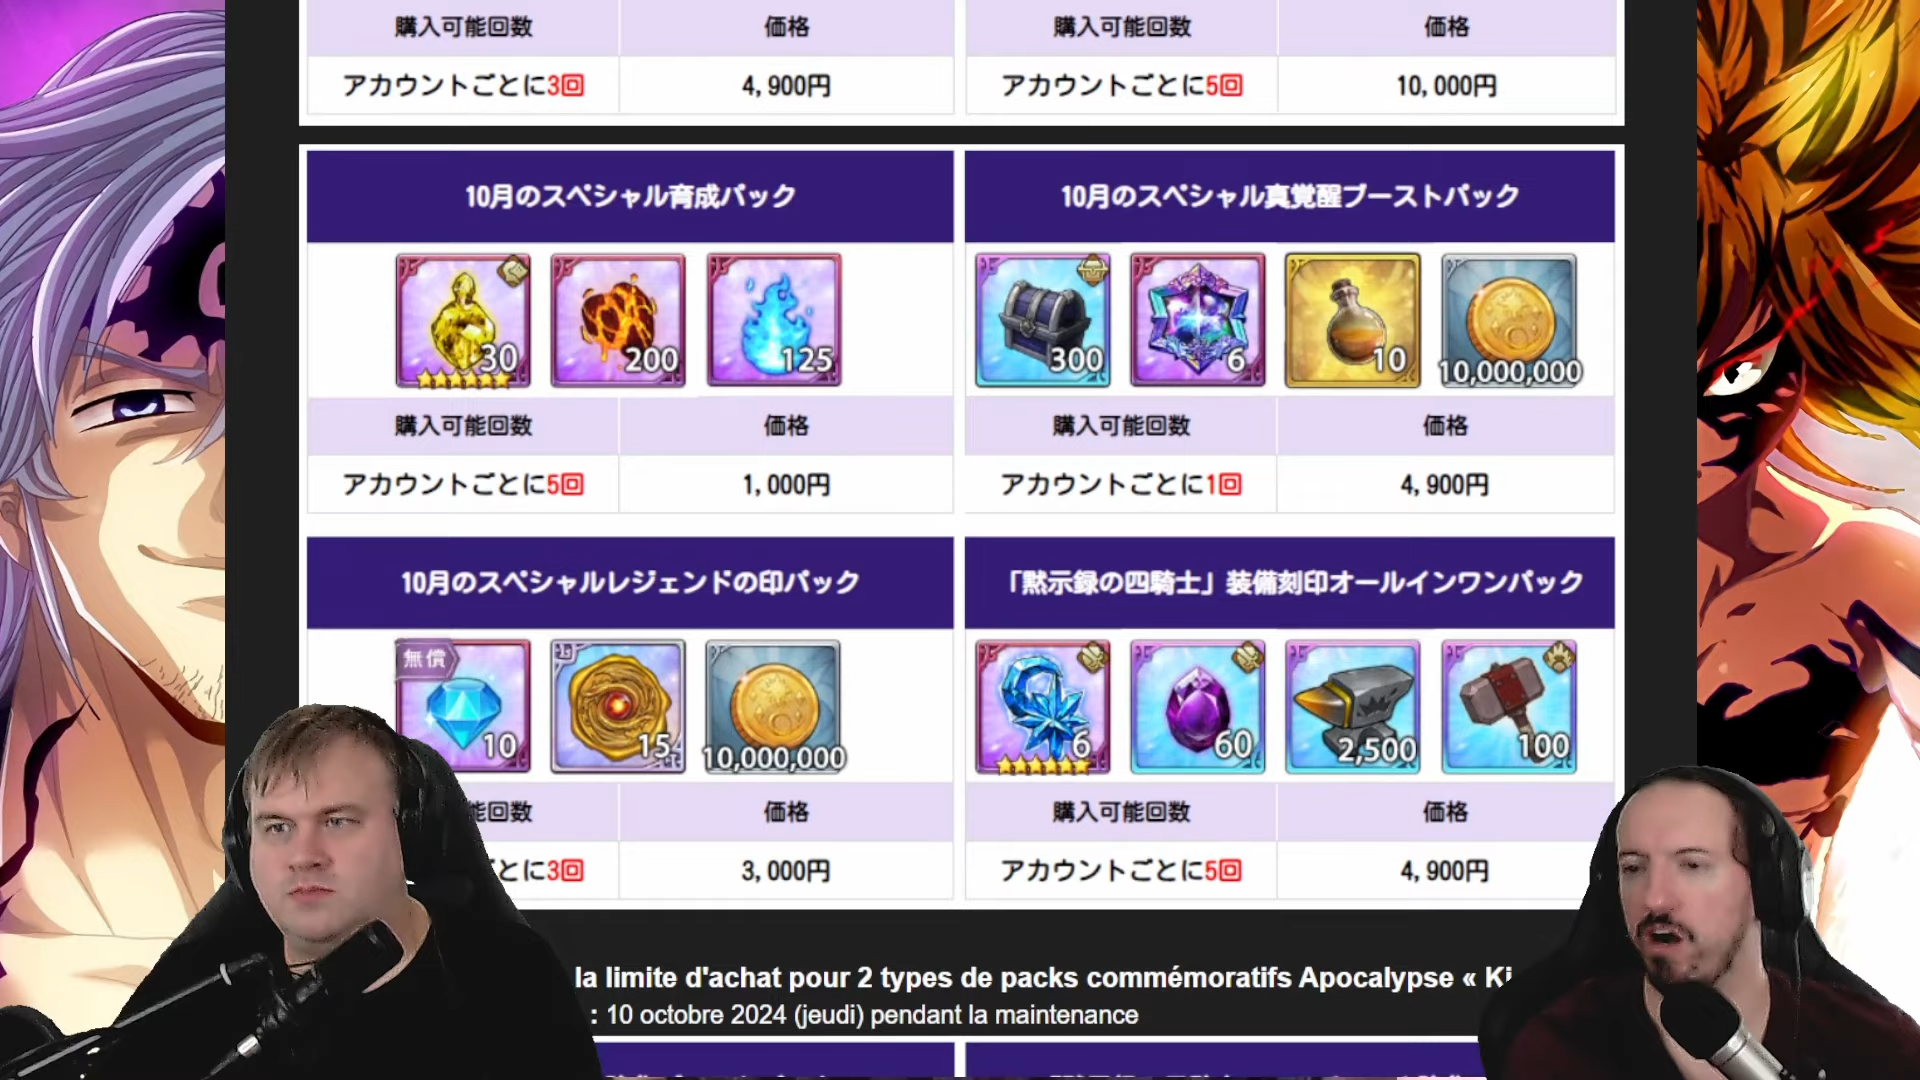 購入可能回数 価格 購入可能回数 価格
アカウントごとに3回 4,900円 アカウントごとに5回 10,000円
10月のスペシャル育成パック 10月のスペシャル真覚醒ブーストパック
30 200 125 300 6 10 10,000,000
購入可能回数 価格 購入可能回数 価格
アカウントごとに5回 1,000円 アカウントごとに1回 4,900円
10月のスペシャルレジェンドの印パック 「黙示録の四騎士」装備刻印オールインワンパック
無償
10 15 10,000,000 6 60 2,500 100
能回数 価格 購入可能回数 価格
とに3回 3,000円 アカウントごとに5回 4,900円
la limite d'achat pour 2 types de packs commémoratifs Apocalypse « Ki
: 10 octobre 2024 (jeudi) pendant la maintenance